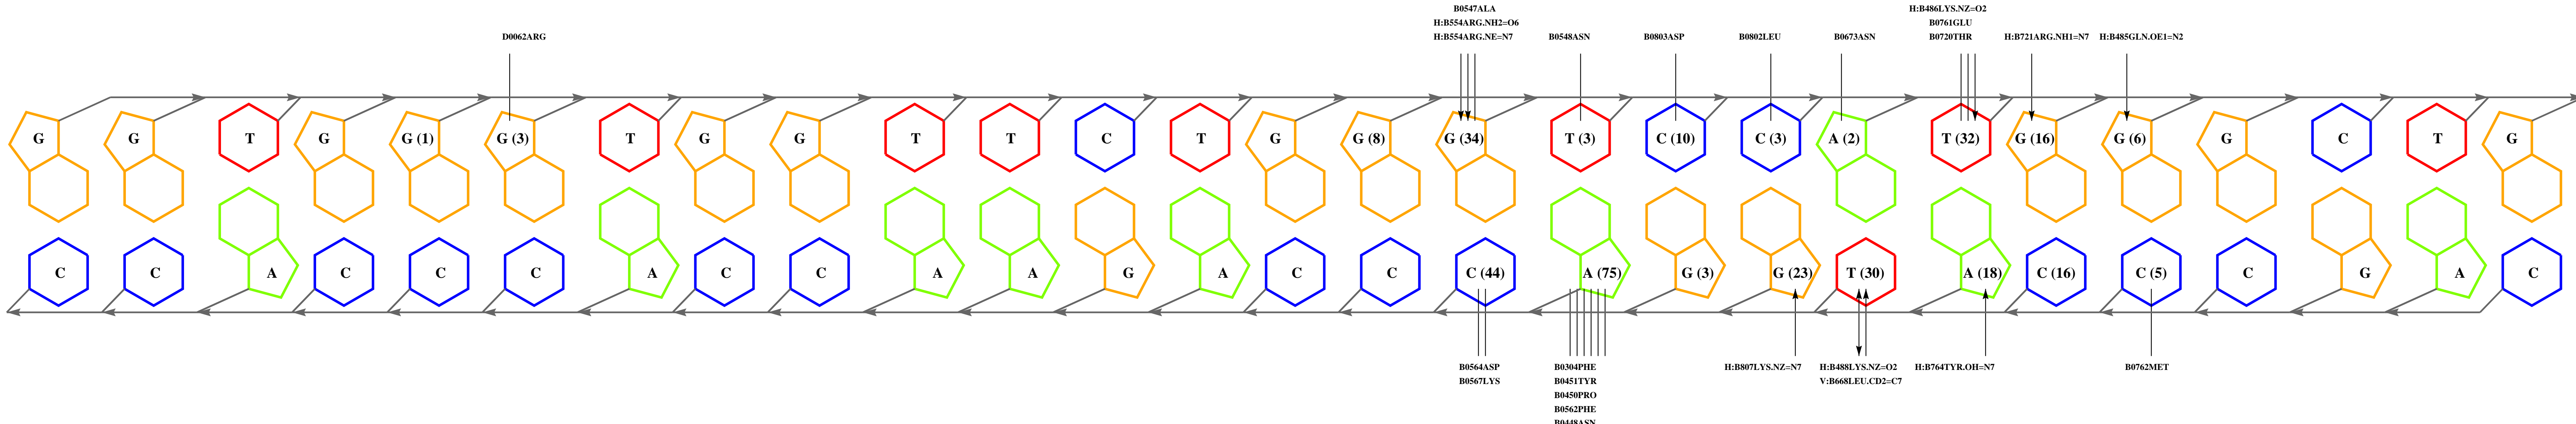 B0547ALA H:B486LYS.NZ=O2
H:B554ARG.NH2=O6 B0761GLU
D0062ARG H:B554ARG.NE=N7 B0548ASN B0803ASP B0802LEU B0673ASN B0720THR H:B721ARG.NH1=N7 H:B485GLN.OE1=N2
G G T G G (1) G (3) T G G T T C T G G (8) G (34) T (3) C (10) C (3) A (2) T (32) G (16) G (6) G C T G
C C A C C C A C C A A G A C C C (44) A (75) G (3) G (23) T (30) A (18) C (16) C (5) C G A C
B0564ASP B0304PHE H:B807LYS.NZ=N7 H:B488LYS.NZ=O2 H:B764TYR.OH=N7 B0762MET
B0567LYS B0451TYR V:B668LEU.CD2=C7
B0450PRO
B0562PHE
B0448ASN